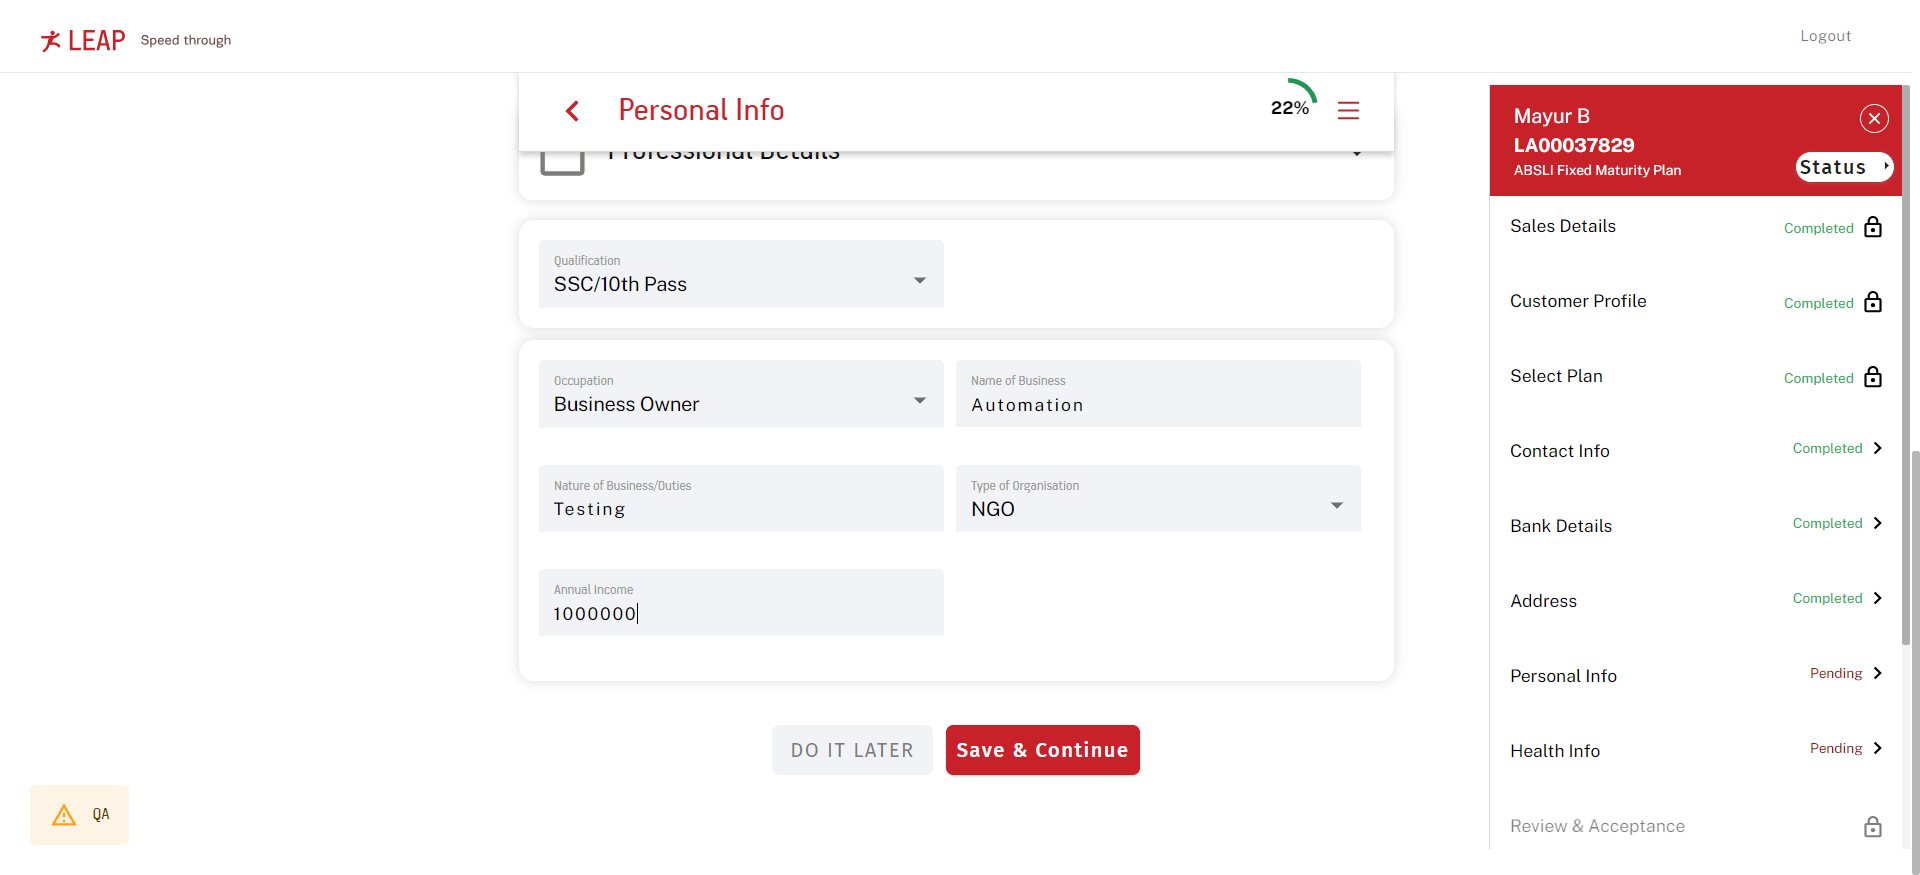 LEAP Speed through
Logout
Personal Info
22%
Professional Details
Qualification
SSC/10th Pass
Occupation
Business Owner
Name of Business
Automation
Nature of Business/Duties
Testing
Type of Organisation
NGO
Annual Income
1000000
DO IT LATER
Save & Continue
QA
Mayur B
LA00037829
ABSLI Fixed Maturity Plan
Status
Sales Details Completed
Customer Profile Completed
Select Plan Completed
Contact Info Completed
Bank Details Completed
Address Completed
Personal Info Pending
Health Info Pending
Review & Acceptance